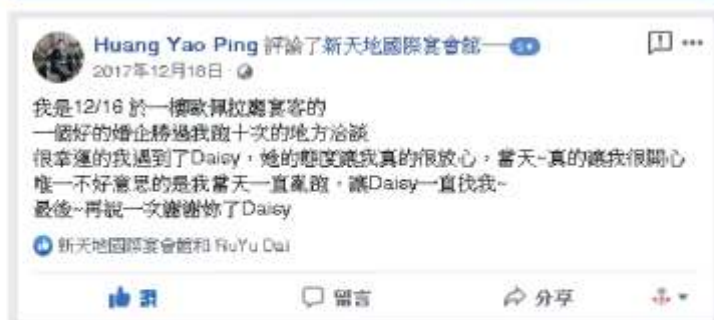 Huang Yao Ping 評論了新天地國際宴會館 — 5★
2017年12月18日 ·
我是12/16 於一樓歐佩拉廳宴客的
一個好的婚企勝過我跑十次的地方洽談
很幸運的我遇到了Daisy，她的態度讓我真的很放心，當天~真的讓我很開心
唯一不好意思的是我當天一直亂跑，讓Daisy一直找我~
最後~再說一次謝謝妳了Daisy
新天地國際宴會館和 RuYu Dai
讚 留言 分享